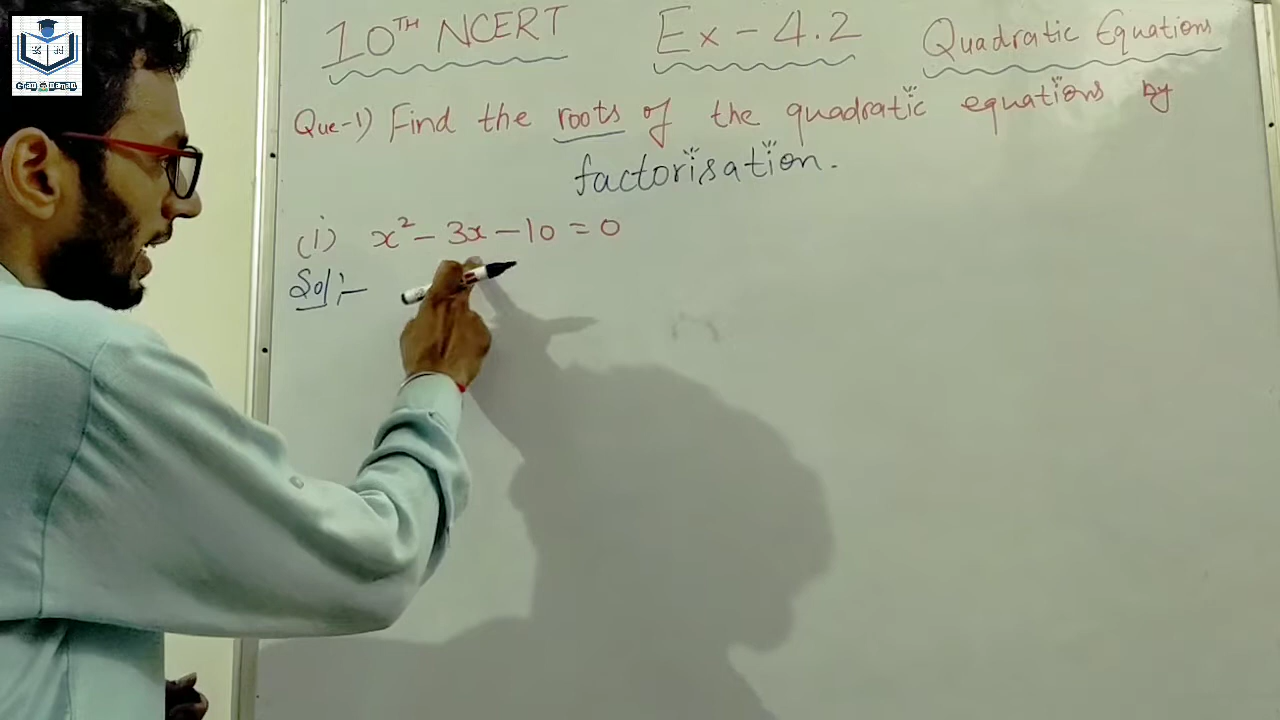 10TH NCERT Ex-4.2 Quadratic Equations
Que-1) Find the roots of the quadratic equations by
factorisation.
(i) x² - 3x - 10 = 0
Sol:-